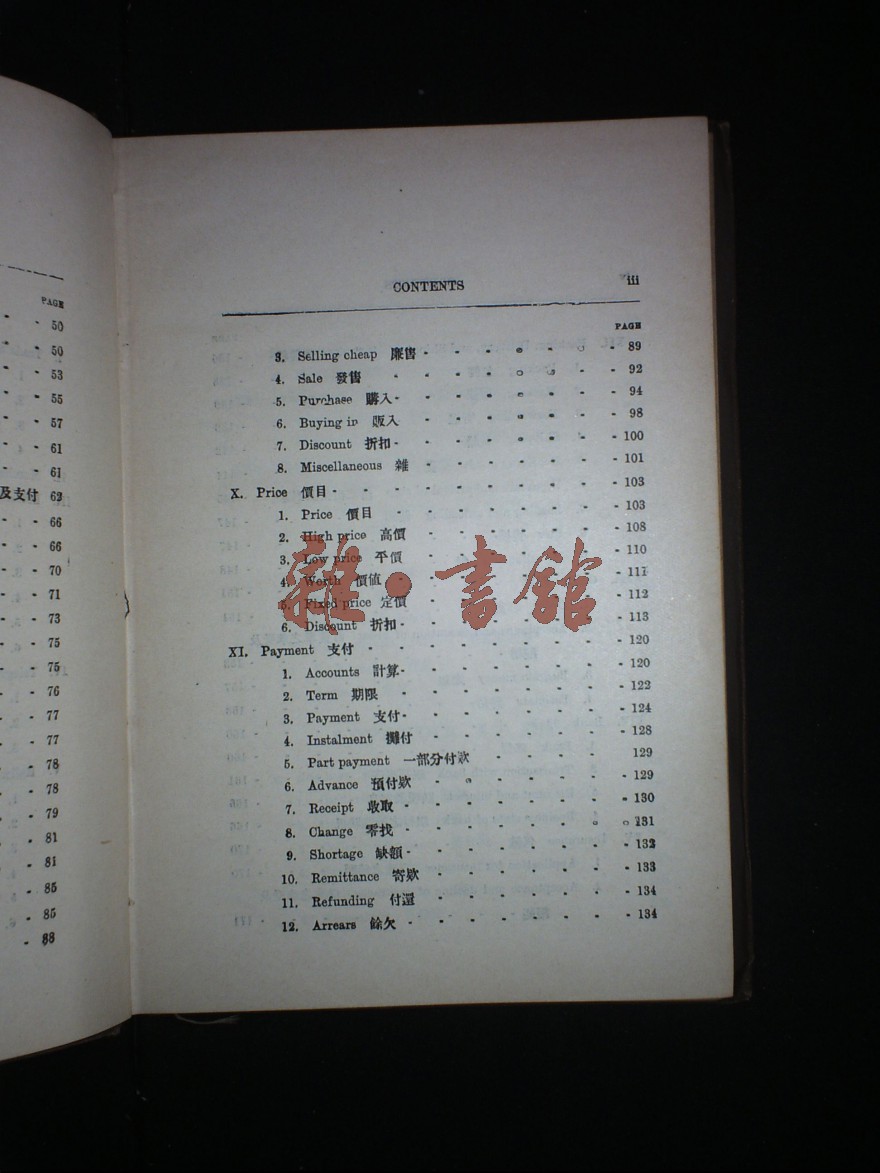 PAGE
50
50
53
55
57
61
61
及支付 62
66
66
70
71
73
75
75
76
77
77
78
78
79
81
81
85
85
88
CONTENTS iii
PAGE
3. Selling cheap 廉售 - - - - - - - 89
4. Sale 發售 - - - - - - - - 92
5. Purchase 購入 - - - - - - - - 94
6. Buying in 販入 - - - - - - - 98
7. Discount 折扣 - - - - - - - - 100
8. Miscellaneous 雜 - - - - - - - 101
X. Price 價目 - - - - - - - - - - 103
1. Price 價目 - - - - - - - - 103
2. High price 高價 - - - - - - - 108
3. Low price 平價 - - - - - - - 110
4. Worth 價値 - - - - - - - - 111
5. Fixed price 定價 - - - - - - - 112
6. Discount 折扣 - - - - - - - - 113
XI. Payment 支付 - - - - - - - - - 120
1. Accounts 計算 - - - - - - - - 120
2. Term 期限 - - - - - - - - 122
3. Payment 支付 - - - - - - - - 124
4. Instalment 攤付 - - - - - - - 128
5. Part payment 一部分付款 - - - - - 129
6. Advance 預付欵 - - - - - - - 129
7. Receipt 收取 - - - - - - - - 130
8. Change 零找 - - - - - - - - 131
9. Shortage 缺額 - - - - - - - - 132
10. Remittance 寄欵 - - - - - - - 133
11. Refunding 付還 - - - - - - - 134
12. Arrears 餘欠 - - - - - - - - 134
雜·書館